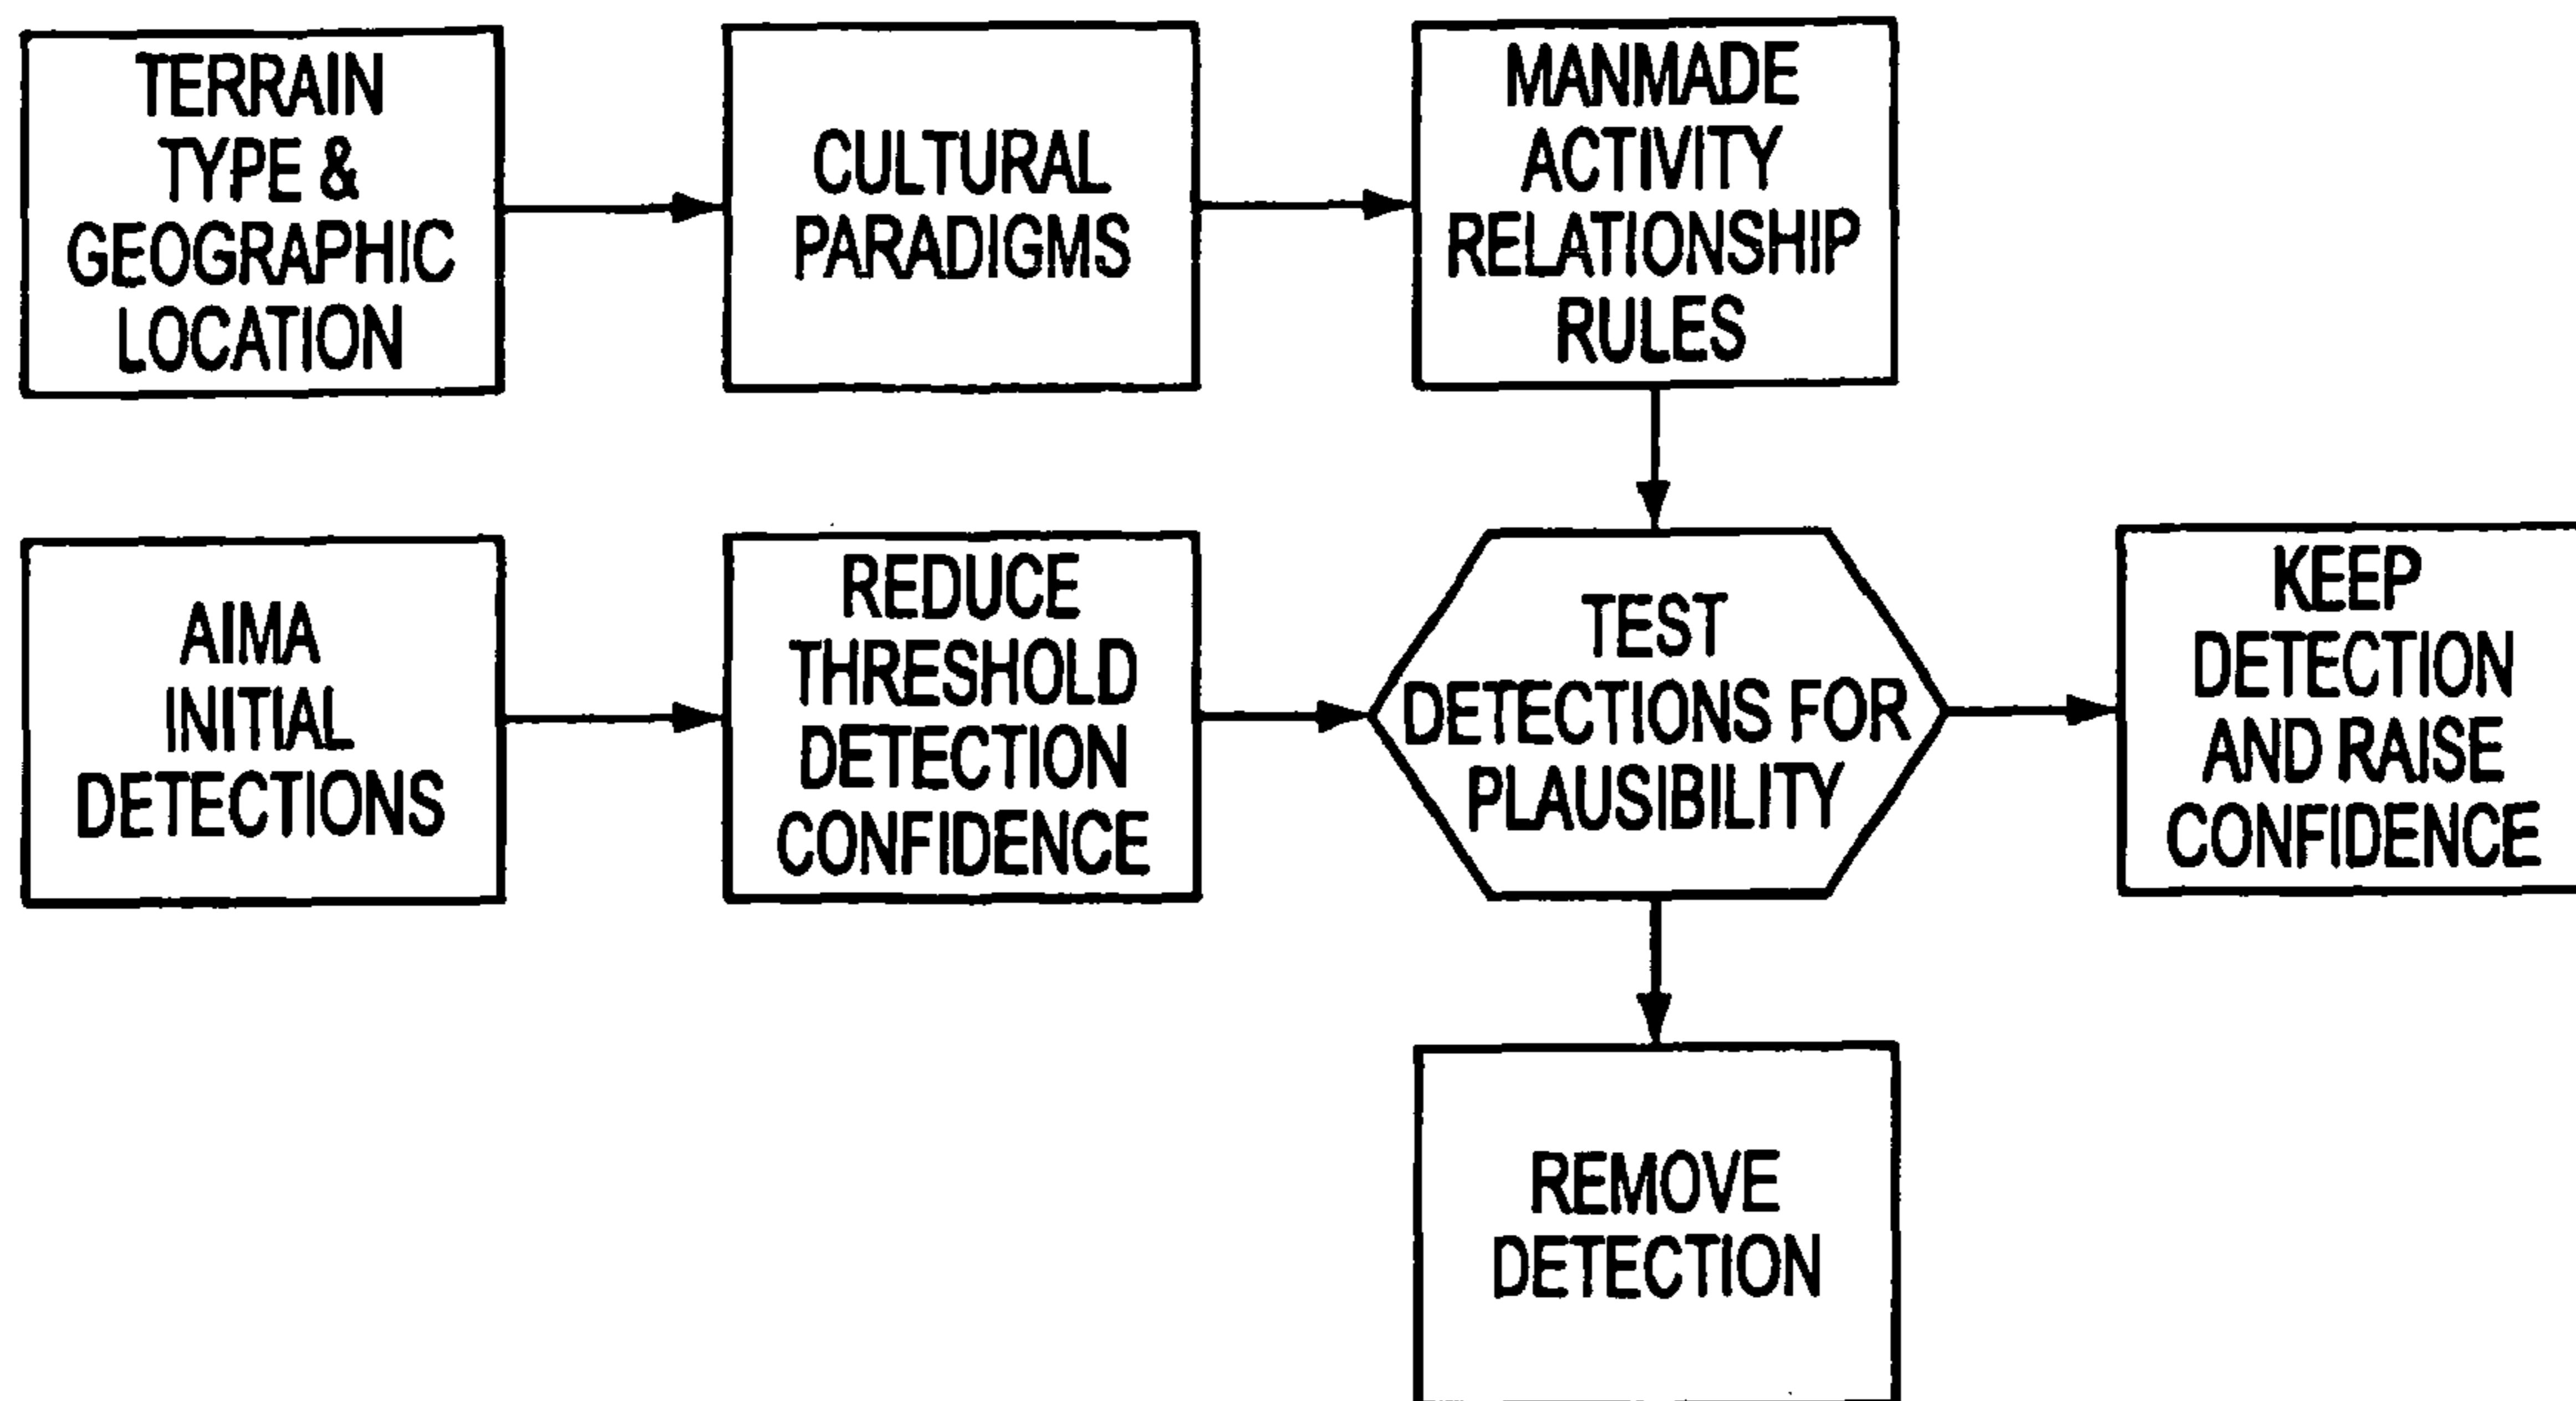 TERRAIN
TYPE &
GEOGRAPHIC
LOCATION
CULTURAL
PARADIGMS
MANMADE
ACTIVITY
RELATIONSHIP
RULES
AIMA
INITIAL
DETECTIONS
REDUCE
THRESHOLD
DETECTION
CONFIDENCE
TEST
DETECTIONS FOR
PLAUSIBILITY
KEEP
DETECTION
AND RAISE
CONFIDENCE
REMOVE
DETECTION